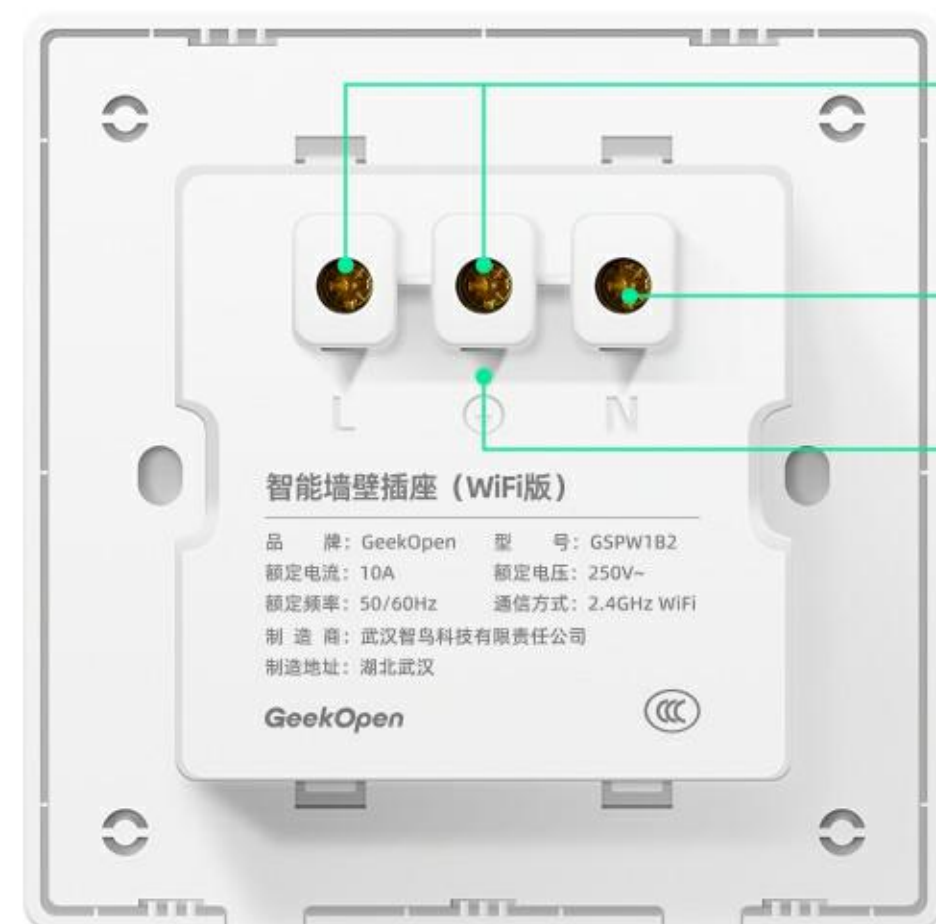 L N
智能墙壁插座（WiFi版）
品 牌：GeekOpen 型 号：GSPW1B2
额定电流：10A 额定电压：250V~
额定频率：50/60Hz 通信方式：2.4GHz WiFi
制 造 商：武汉智鸟科技有限责任公司
制造地址：湖北武汉
GeekOpen CCC